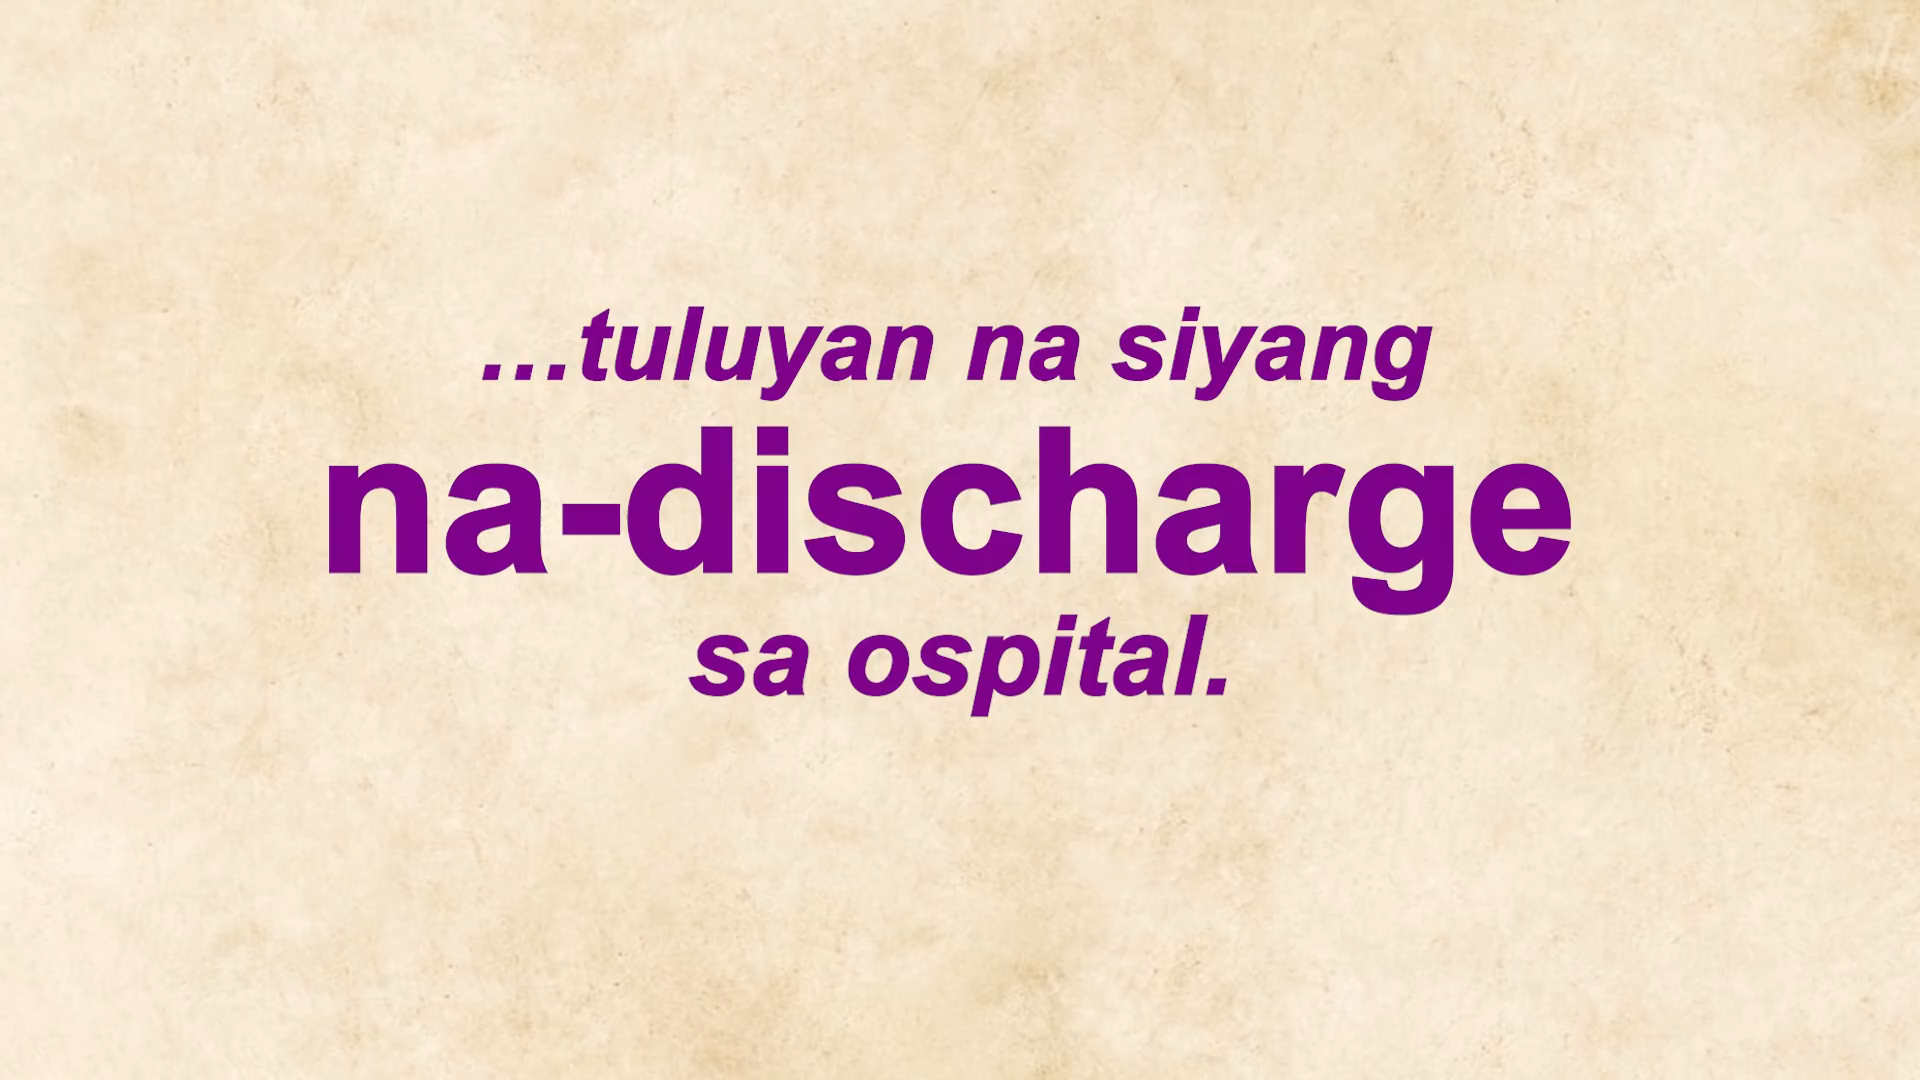 ...tuluyan na siyang
na-discharge
sa ospital.